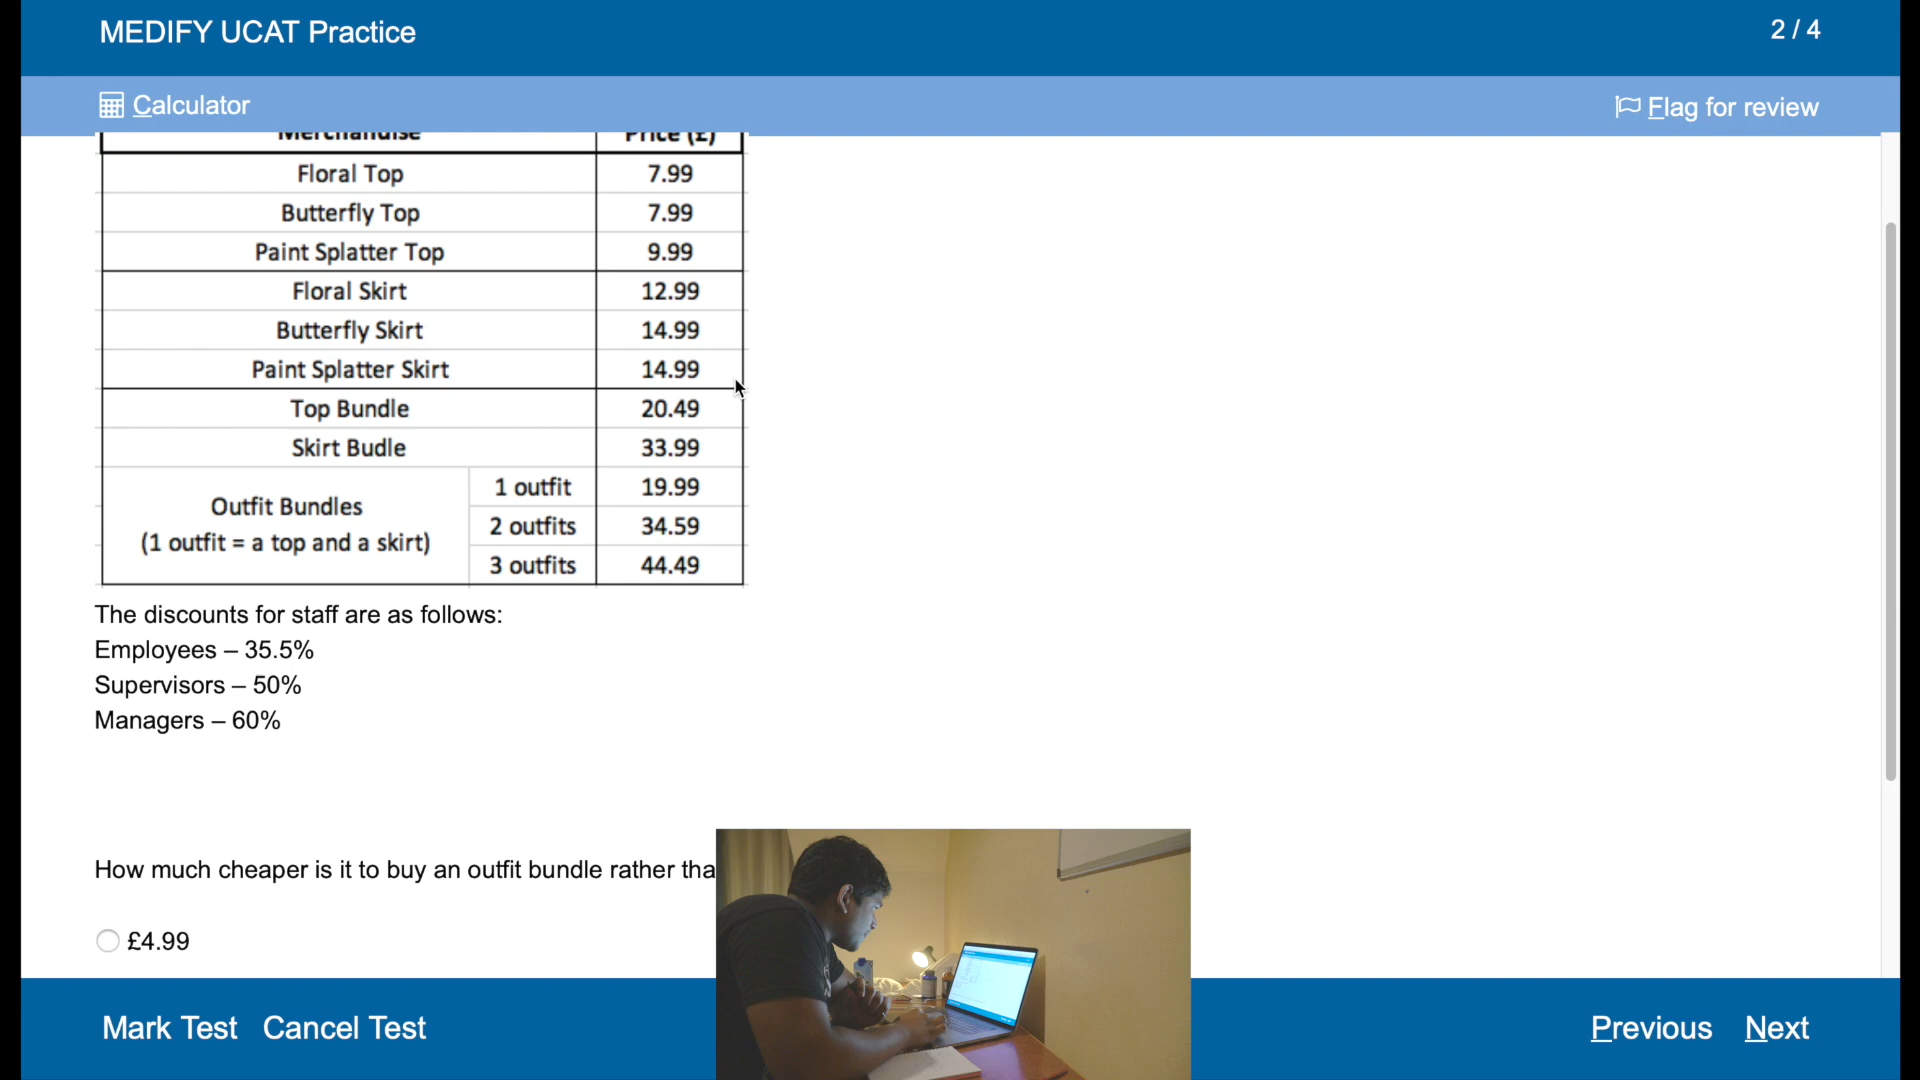 MEDIFY UCAT Practice
2 / 4
Calculator
Flag for review
Merchandise Price (£)
Floral Top 7.99
Butterfly Top 7.99
Paint Splatter Top 9.99
Floral Skirt 12.99
Butterfly Skirt 14.99
Paint Splatter Skirt 14.99
Top Bundle 20.49
Skirt Budle 33.99
Outfit Bundles
(1 outfit = a top and a skirt)
1 outfit 19.99
2 outfits 34.59
3 outfits 44.49
The discounts for staff are as follows:
Employees – 35.5%
Supervisors – 50%
Managers – 60%
How much cheaper is it to buy an outfit bundle rather tha
£4.99
Mark Test Cancel Test
Previous Next